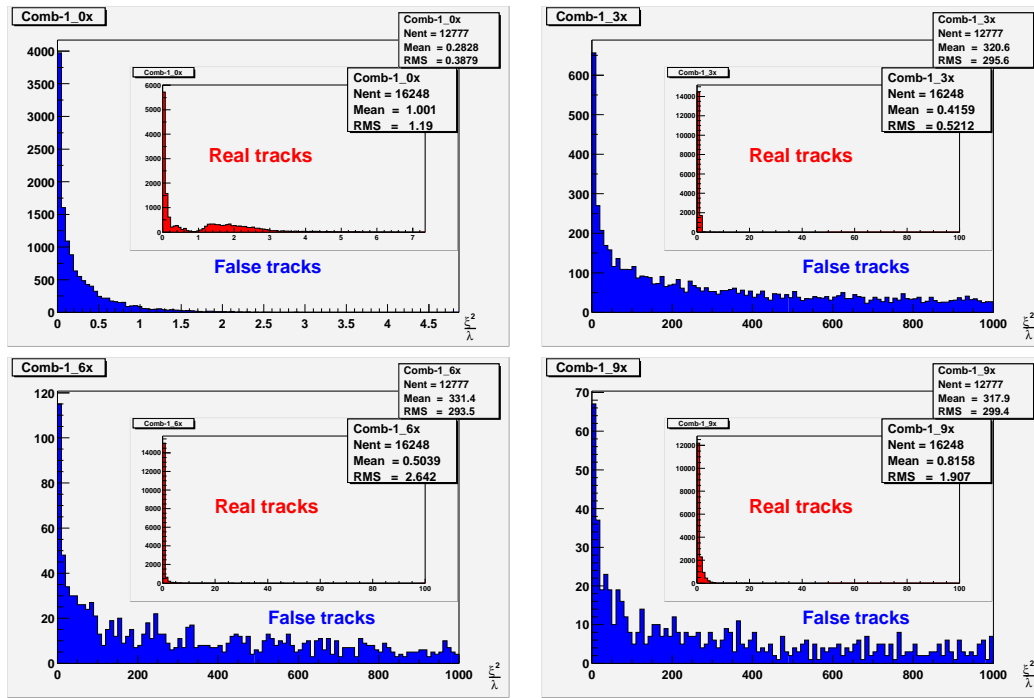 Comb-1_0x
Comb-1_0x
Nent = 12777
Mean = 0.2828
RMS = 0.3879
Comb-1_0x
Nent = 16248
Mean = 1.001
RMS = 1.19
Comb-1_0x
6000
5000
4000
3000
2000
1000
0
0 1 2 3 4 5 6 7
Real tracks
False tracks
4000
3500
3000
2500
2000
1500
1000
500
0
0 0.5 1 1.5 2 2.5 3 3.5 4 4.5
ξ²
λ
Comb-1_3x
Comb-1_3x
Nent = 12777
Mean = 320.6
RMS = 295.6
Comb-1_3x
Nent = 16248
Mean = 0.4159
RMS = 0.5212
Comb-1_3x
14000
12000
10000
8000
6000
4000
2000
0
0 20 40 60 80 100
Real tracks
False tracks
600
500
400
300
200
100
0
0 200 400 600 800 1000
ξ²
λ
Comb-1_6x
Comb-1_6x
Nent = 12777
Mean = 331.4
RMS = 293.5
Comb-1_6x
Nent = 16248
Mean = 0.5039
RMS = 2.642
Comb-1_6x
14000
12000
10000
8000
6000
4000
2000
0
0 20 40 60 80 100
Real tracks
False tracks
120
100
80
60
40
20
0
0 200 400 600 800 1000
ξ²
λ
Comb-1_9x
Comb-1_9x
Nent = 12777
Mean = 317.9
RMS = 299.4
Comb-1_9x
Nent = 16248
Mean = 0.8158
RMS = 1.907
Comb-1_9x
12000
10000
8000
6000
4000
2000
0
0 20 40 60 80 100
Real tracks
False tracks
70
60
50
40
30
20
10
0
0 200 400 600 800 1000
ξ²
λ